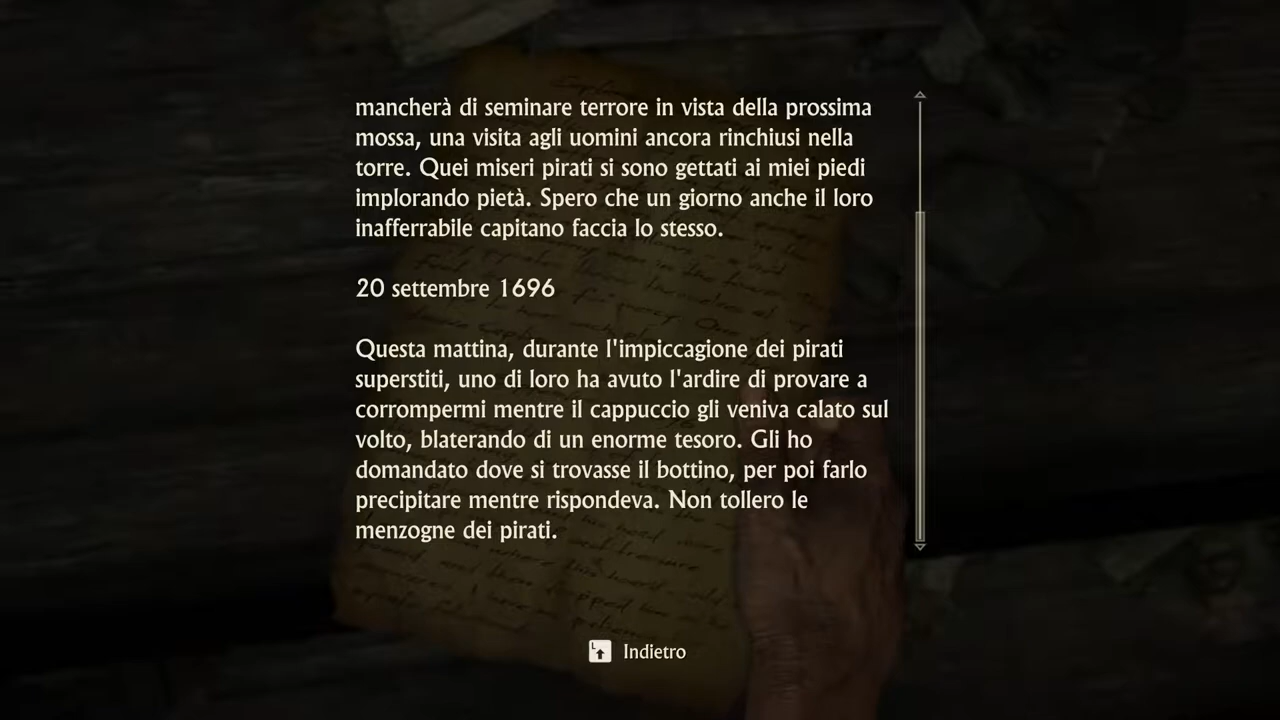 mancherà di seminare terrore in vista della prossima
mossa, una visita agli uomini ancora rinchiusi nella
torre. Quei miseri pirati si sono gettati ai miei piedi
implorando pietà. Spero che un giorno anche il loro
inafferrabile capitano faccia lo stesso.
20 settembre 1696
Questa mattina, durante l'impiccagione dei pirati
superstiti, uno di loro ha avuto l'ardire di provare a
corrompermi mentre il cappuccio gli veniva calato sul
volto, blaterando di un enorme tesoro. Gli ho
domandato dove si trovasse il bottino, per poi farlo
precipitare mentre rispondeva. Non tollero le
menzogne dei pirati.
Indietro